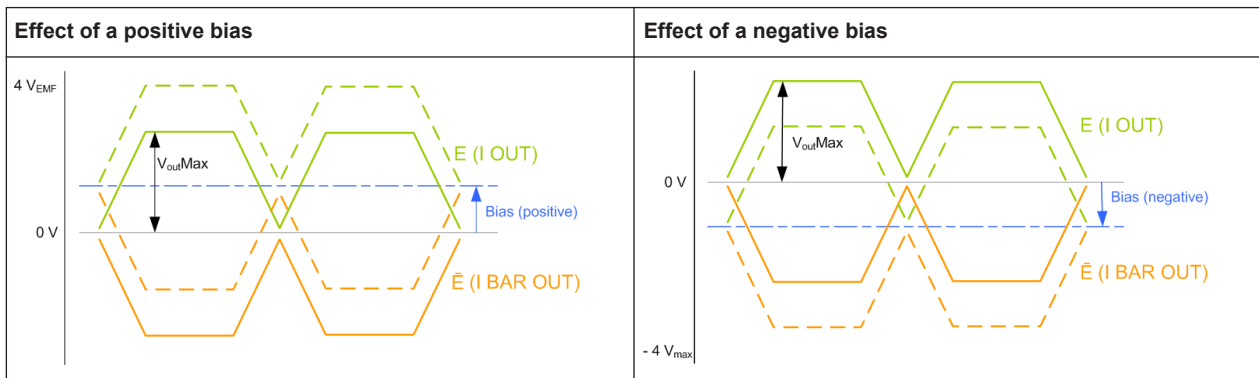 Effect of a positive bias
Effect of a negative bias
4 VEMF
VoutMax
E (I OUT)
Bias (positive)
0 V
Ē (I BAR OUT)
VoutMax
E (I OUT)
0 V
Bias (negative)
Ē (I BAR OUT)
- 4 Vmax